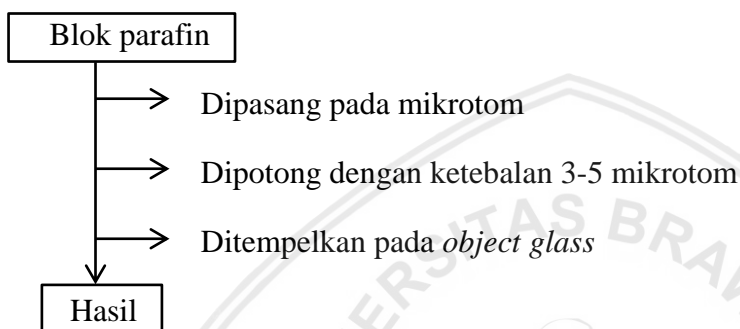 Blok parafin
Dipasang pada mikrotom
Dipotong dengan ketebalan 3-5 mikrotom
Ditempelkan pada object glass
Hasil